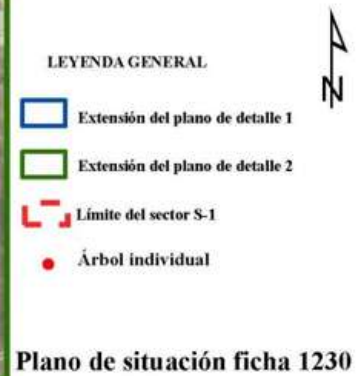 N
LEYENDA GENERAL
Extensión del plano de detalle 1
Extensión del plano de detalle 2
Límite del sector S-1
Árbol individual
Plano de situación ficha 1230